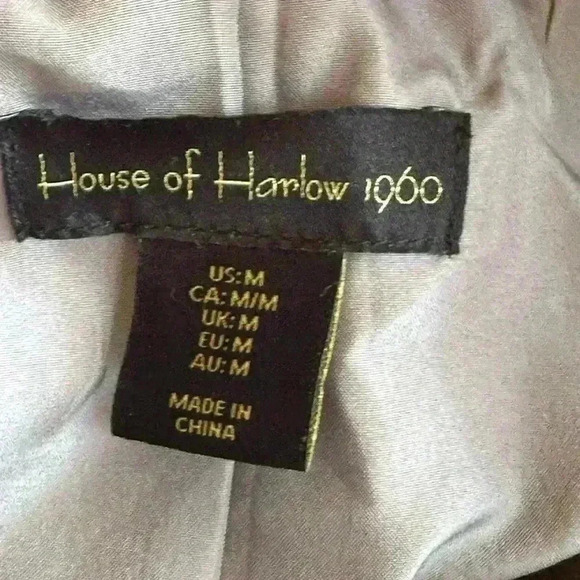 House of Harlow 1960
US: M
CA: M/M
UK: M
EU: M
AU: M
MADE IN
CHINA